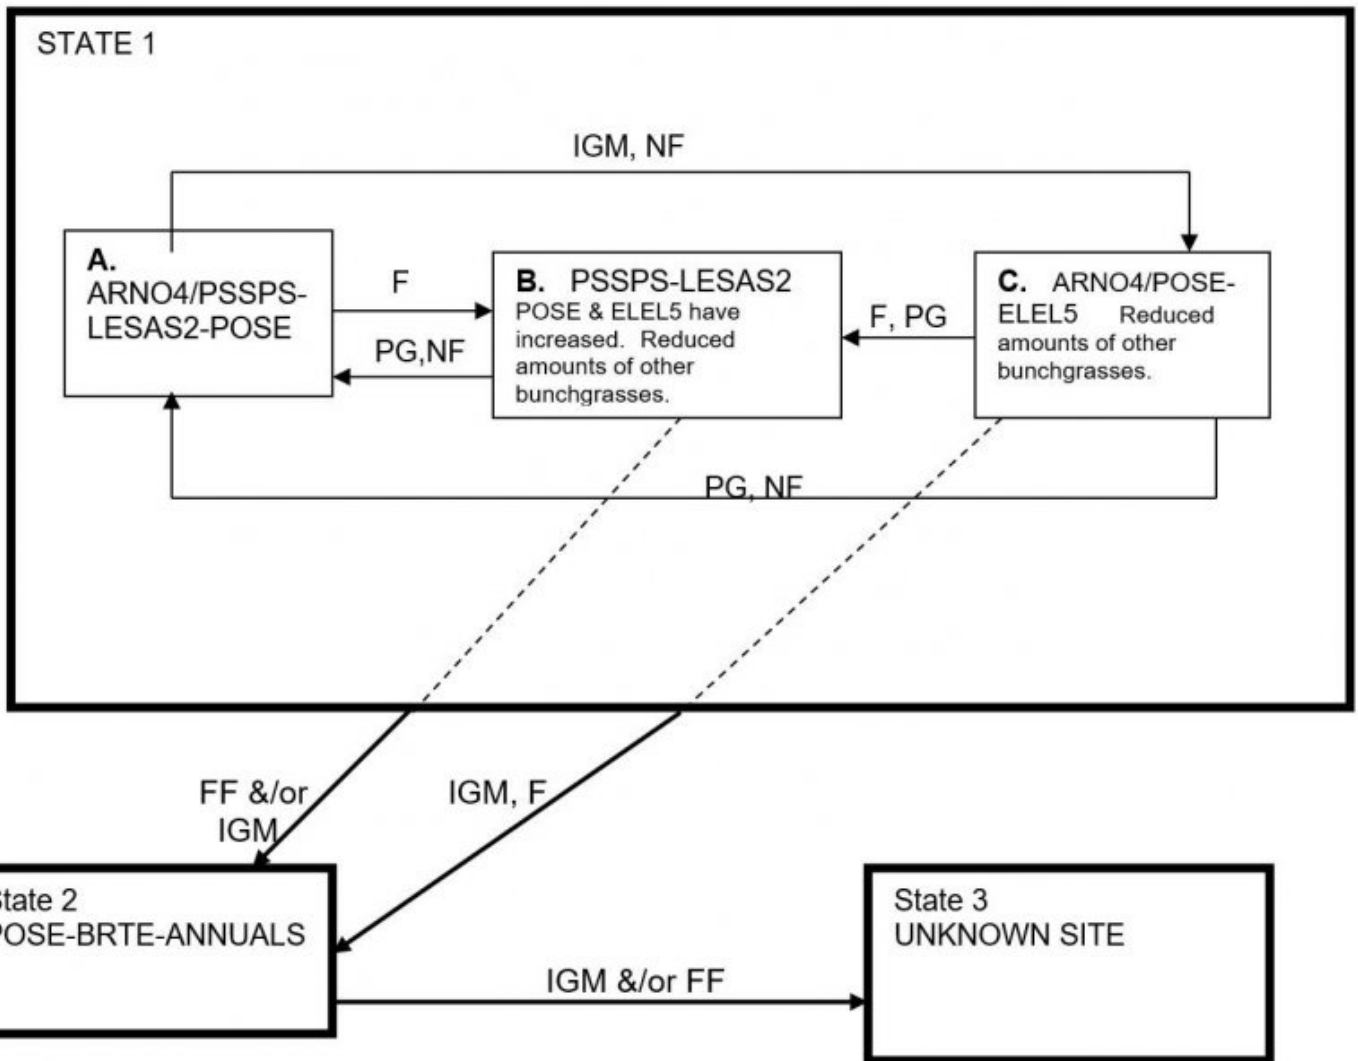 STATE 1
IGM, NF
A.
ARNO4/PSSPS-
LESAS2-POSE
F
PG,NF
B. PSSPS-LESAS2
POSE & ELEL5 have
increased. Reduced
amounts of other
bunchgrasses.
F, PG
C. ARNO4/POSE-
ELEL5 Reduced
amounts of other
bunchgrasses.
PG, NF
FF &/or
IGM
IGM, F
State 2
POSE-BRTE-ANNUALS
IGM &/or FF
State 3
UNKNOWN SITE